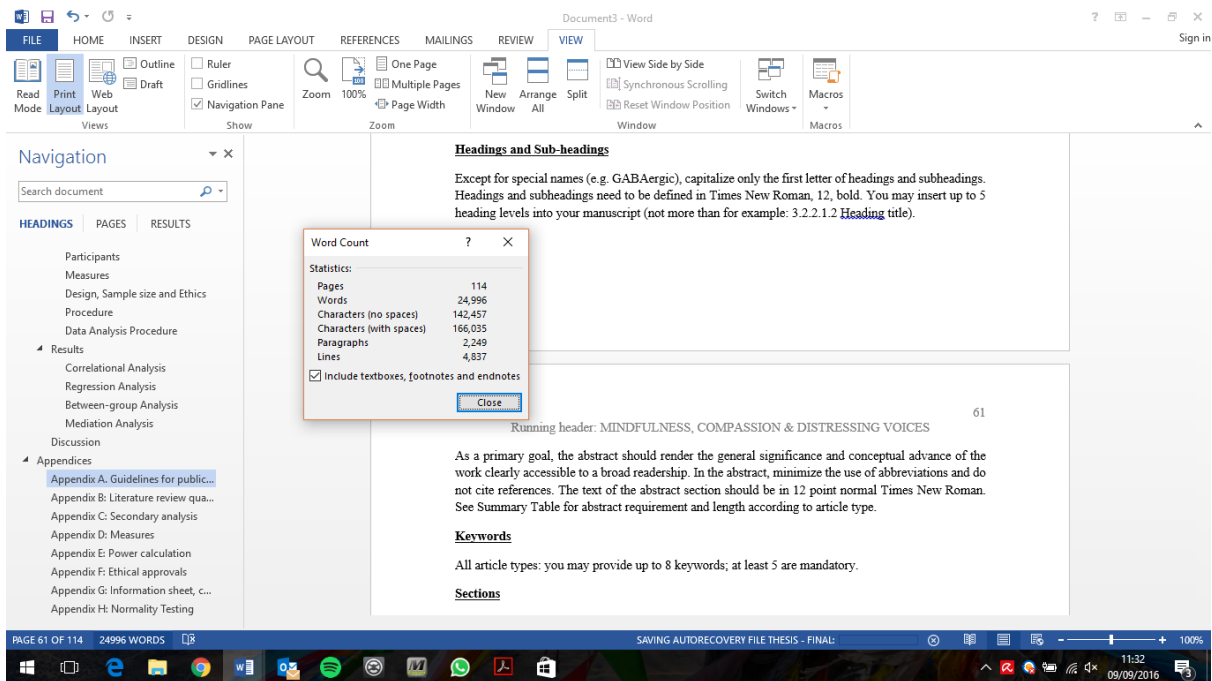 Document3 - Word
FILE HOME INSERT DESIGN PAGE LAYOUT REFERENCES MAILINGS REVIEW VIEW Sign in
Read Mode
Print Layout
Web Layout
Outline
Draft
Views
Ruler
Gridlines
Navigation Pane
Show
Zoom
100%
One Page
Multiple Pages
Page Width
Zoom
New Window
Arrange All
Split
View Side by Side
Synchronous Scrolling
Reset Window Position
Window
Switch Windows
Macros
Macros
Navigation
Search document
HEADINGS PAGES RESULTS
Participants
Measures
Design, Sample size and Ethics
Procedure
Data Analysis Procedure
Results
Correlational Analysis
Regression Analysis
Between-group Analysis
Mediation Analysis
Discussion
Appendices
Appendix A. Guidelines for public...
Appendix B: Literature review qua...
Appendix C: Secondary analysis
Appendix D: Measures
Appendix E: Power calculation
Appendix F: Ethical approvals
Appendix G: Information sheet, c...
Appendix H: Normality Testing
Headings and Sub-headings
Except for special names (e.g. GABAergic), capitalize only the first letter of headings and subheadings.
Headings and subheadings need to be defined in Times New Roman, 12, bold. You may insert up to 5
heading levels into your manuscript (not more than for example: 3.2.2.1.2 Heading title).
Word Count ?
Statistics:
Pages 114
Words 24,996
Characters (no spaces) 142,457
Characters (with spaces) 166,035
Paragraphs 2,249
Lines 4,837
Include textboxes, footnotes and endnotes
Close
61
Running header: MINDFULNESS, COMPASSION & DISTRESSING VOICES
As a primary goal, the abstract should render the general significance and conceptual advance of the
work clearly accessible to a broad readership. In the abstract, minimize the use of abbreviations and do
not cite references. The text of the abstract section should be in 12 point normal Times New Roman.
See Summary Table for abstract requirement and length according to article type.
Keywords
All article types: you may provide up to 8 keywords; at least 5 are mandatory.
Sections
PAGE 61 OF 114 24996 WORDS SAVING AUTORECOVERY FILE THESIS - FINAL: 100%
11:32
09/09/2016
3